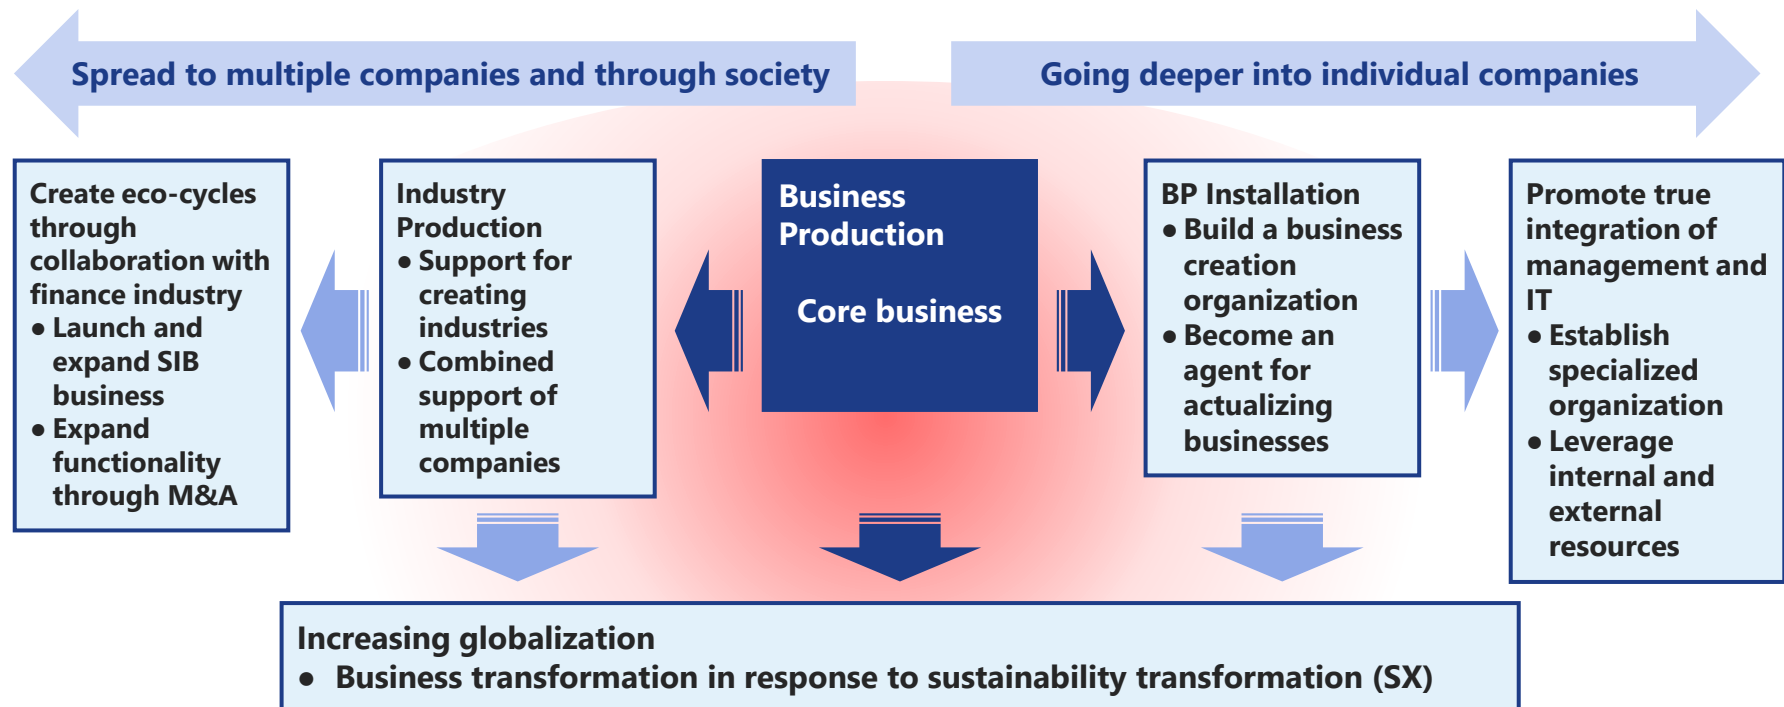 Spread to multiple companies and through society
Going deeper into individual companies
Create eco-cycles
through
collaboration with
finance industry
● Launch and
expand SIB
business
● Expand
functionality
through M&A
Industry
Production
● Support for
creating
industries
● Combined
support of
multiple
companies
Business
Production
Core business
BP Installation
● Build a business
creation
organization
● Become an
agent for
actualizing
businesses
Promote true
integration of
management and
IT
● Establish
specialized
organization
● Leverage
internal and
external
resources
Increasing globalization
● Business transformation in response to sustainability transformation (SX)